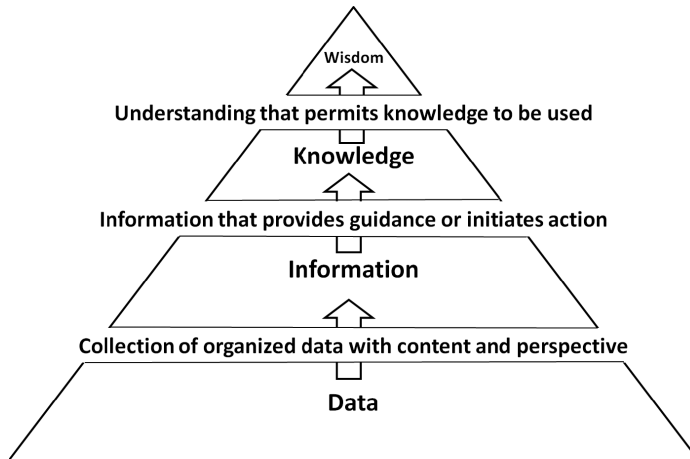 Wisdom
Understanding that permits knowledge to be used
Knowledge
Information that provides guidance or initiates action
Information
Collection of organized data with content and perspective
Data